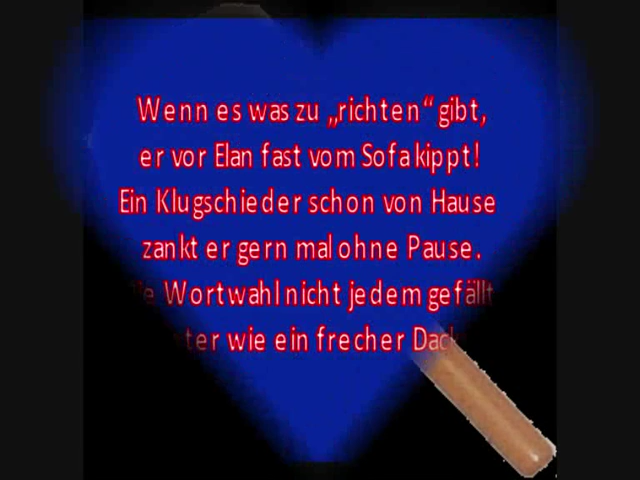 Wenn es was zu „richten“ gibt,
er vor Elan fast vom Sofa kippt!
Ein Klugschieder schon von Hause
zankt er gern mal ohne Pause.
Wortwahl nicht jedem gefällt
wie ein frecher